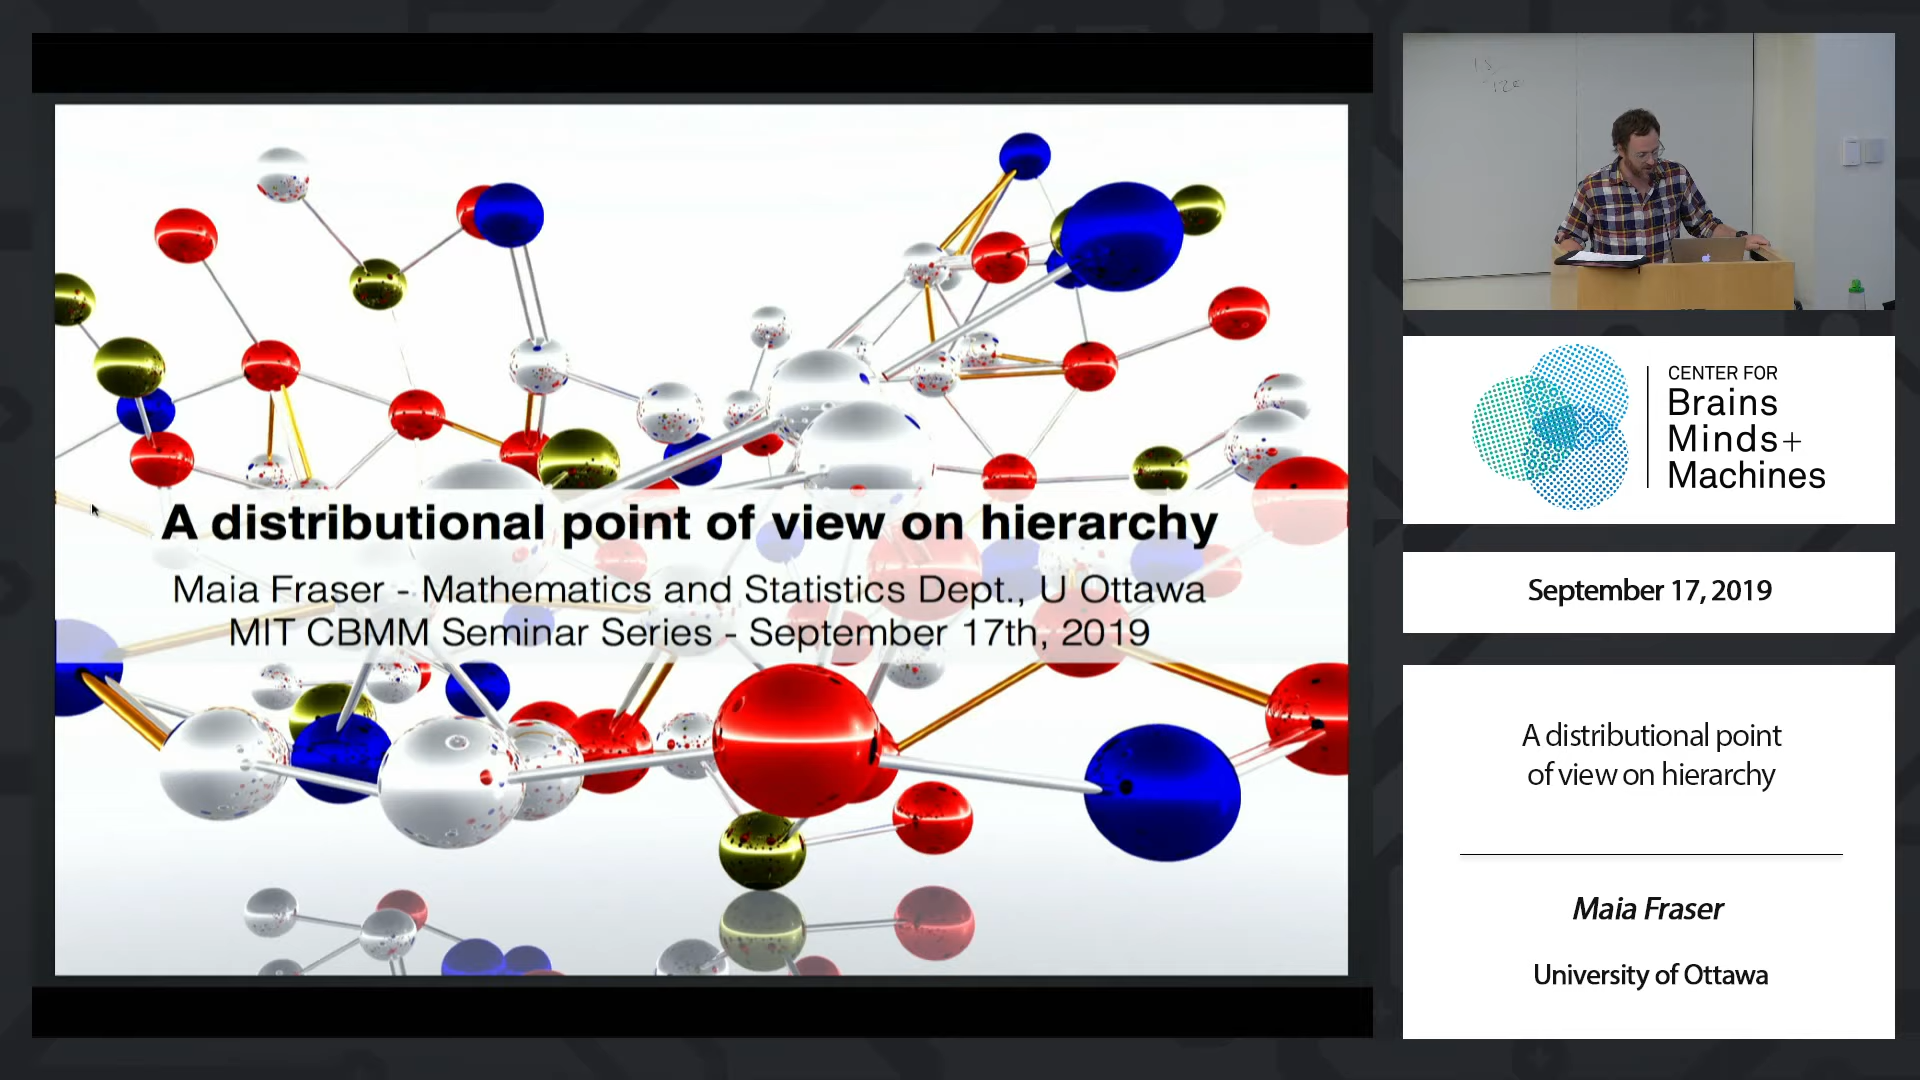 A distributional point of view on hierarchy
Maia Fraser - Mathematics and Statistics Dept., U Ottawa
MIT CBMM Seminar Series - September 17th, 2019
CENTER FOR
Brains
Minds+
Machines
September 17, 2019
A distributional point
of view on hierarchy
Maia Fraser
University of Ottawa